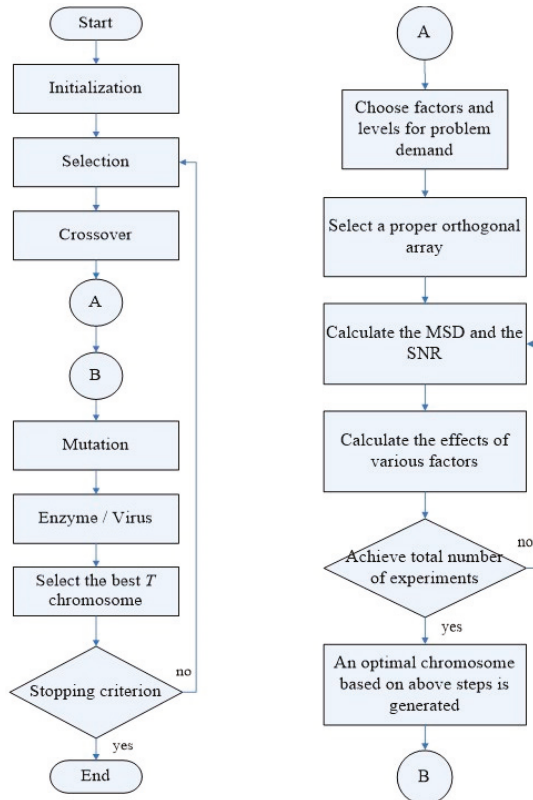 Start
Initialization
Selection
Crossover
A
B
Mutation
Enzyme / Virus
Select the best T
chromosome
no
Stopping criterion
yes
End
A
Choose factors and
levels for problem
demand
Select a proper orthogonal
array
Calculate the MSD and the
SNR
Calculate the effects of
various factors
no
Achieve total number
of experiments
yes
An optimal chromosome
based on above steps is
generated
B